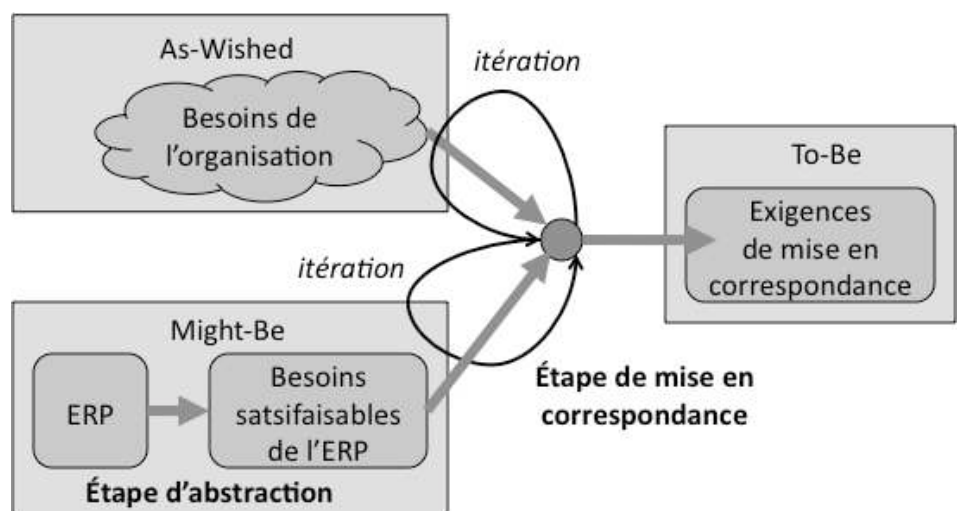 As-Wished
Besoins de
l'organisation
itération
To-Be
Exigences
de mise en
correspondance
itération
Might-Be
ERP
Besoins
satsifaisables
de l'ERP
Étape d'abstraction
Étape de mise en
correspondance